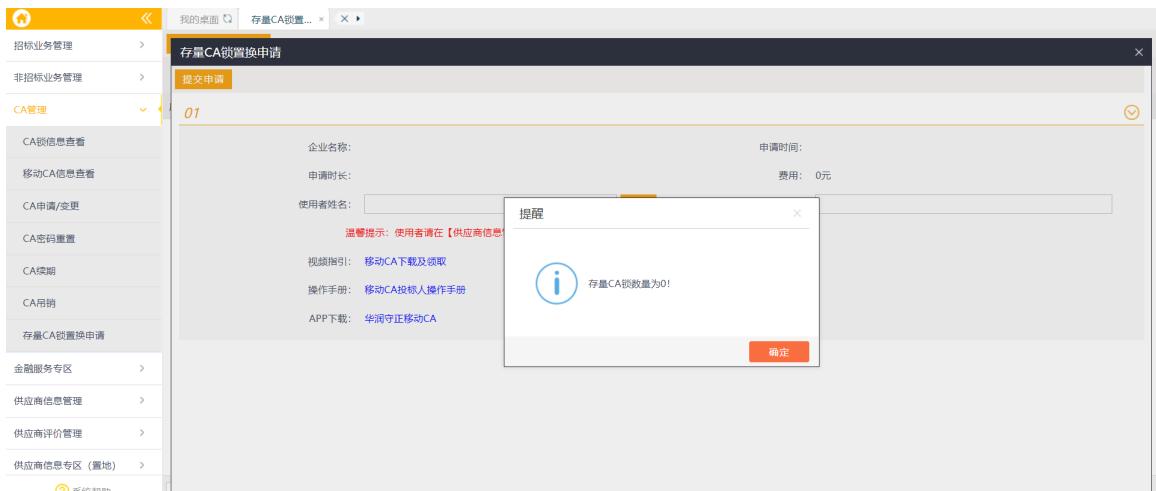 我的桌面
存量CA锁置...
招标业务管理
非招标业务管理
CA管理
CA锁信息查看
移动CA信息查看
CA申请/变更
CA密码重置
CA续期
CA吊销
存量CA锁置换申请
金融服务专区
供应商信息管理
供应商评价管理
供应商信息专区（置地）
存量CA锁置换申请
提交申请
01
企业名称：
申请时间：
申请时长：
费用： 0元
使用者姓名：
温馨提示：使用者请在【供应商信息
视频指引： 移动CA下载及领取
操作手册： 移动CA投标人操作手册
APP下载： 华润守正移动CA
提醒
存量CA锁数量为0!
确定